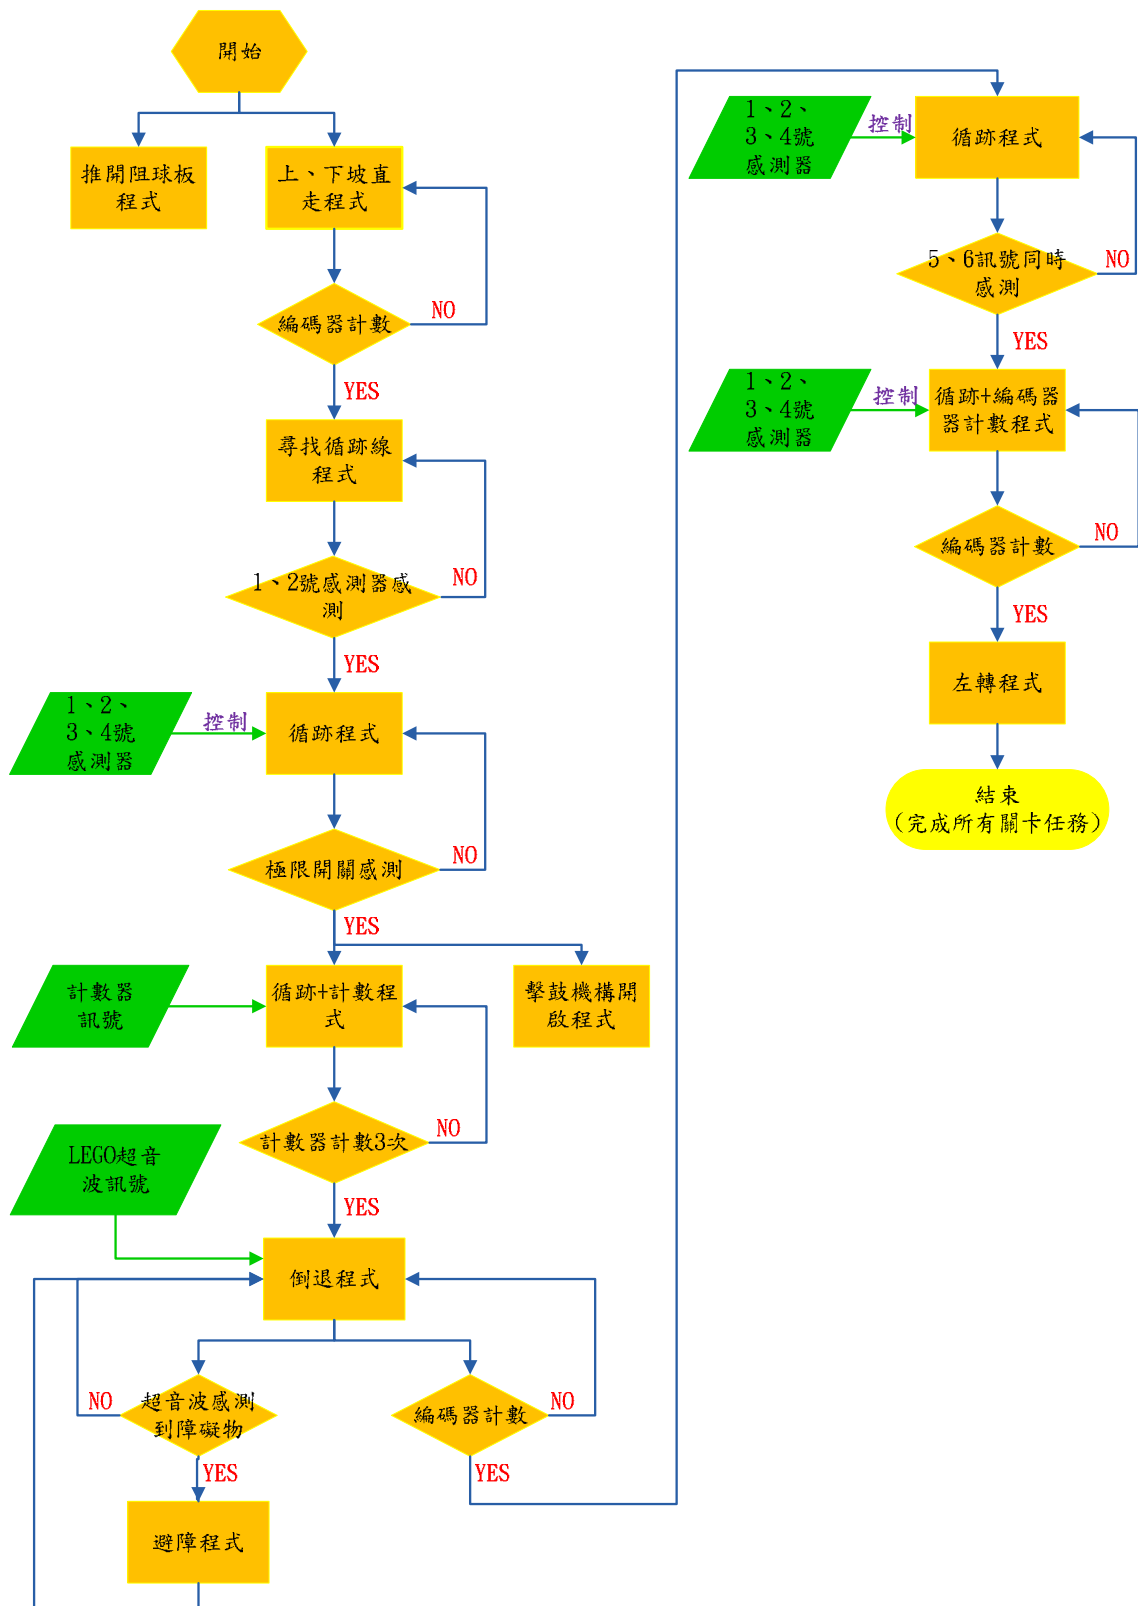 開始
推開阻球板
程式
上、下坡直
走程式
編碼器計數
NO
YES
尋找循跡線
程式
1、2號感測器感
測
NO
YES
1、2、
3、4號
感測器
控制
循跡程式
極限開關感測
NO
YES
計數器
訊號
循跡+計數程
式
擊鼓機構開
啟程式
計數器計數3次
NO
YES
LEGO超音
波訊號
倒退程式
超音波感測
到障礙物
NO
YES
編碼器計數
NO
YES
避障程式
1、2、
3、4號
感測器
控制
循跡程式
5、6訊號同時
感測
NO
YES
1、2、
3、4號
感測器
控制
循跡+編碼器
器計數程式
編碼器計數
NO
YES
左轉程式
結束
(完成所有關卡任務)